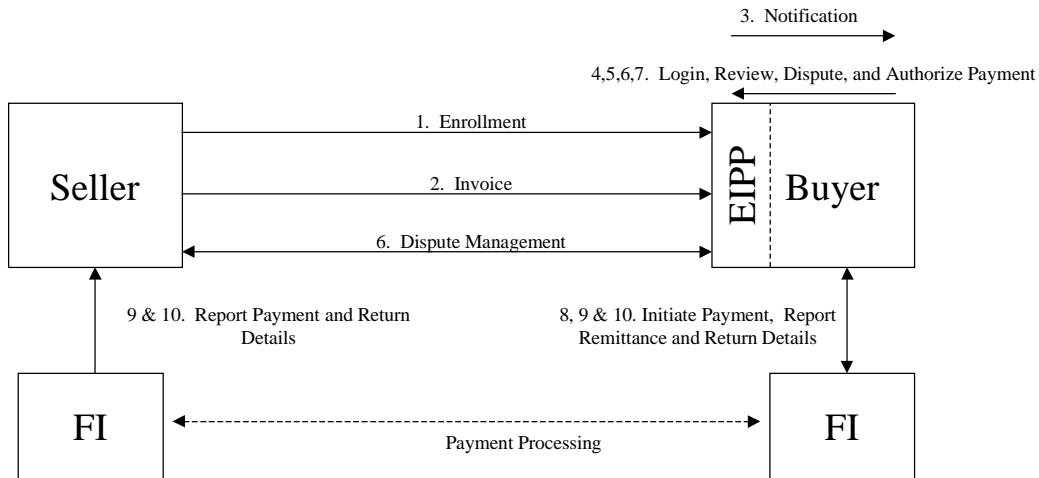 3. Notification
4,5,6,7. Login, Review, Dispute, and Authorize Payment
1. Enrollment
Seller
2. Invoice
EIPP
Buyer
6. Dispute Management
9 & 10. Report Payment and Return
Details
8, 9 & 10. Initiate Payment, Report
Remittance and Return Details
FI
Payment Processing
FI